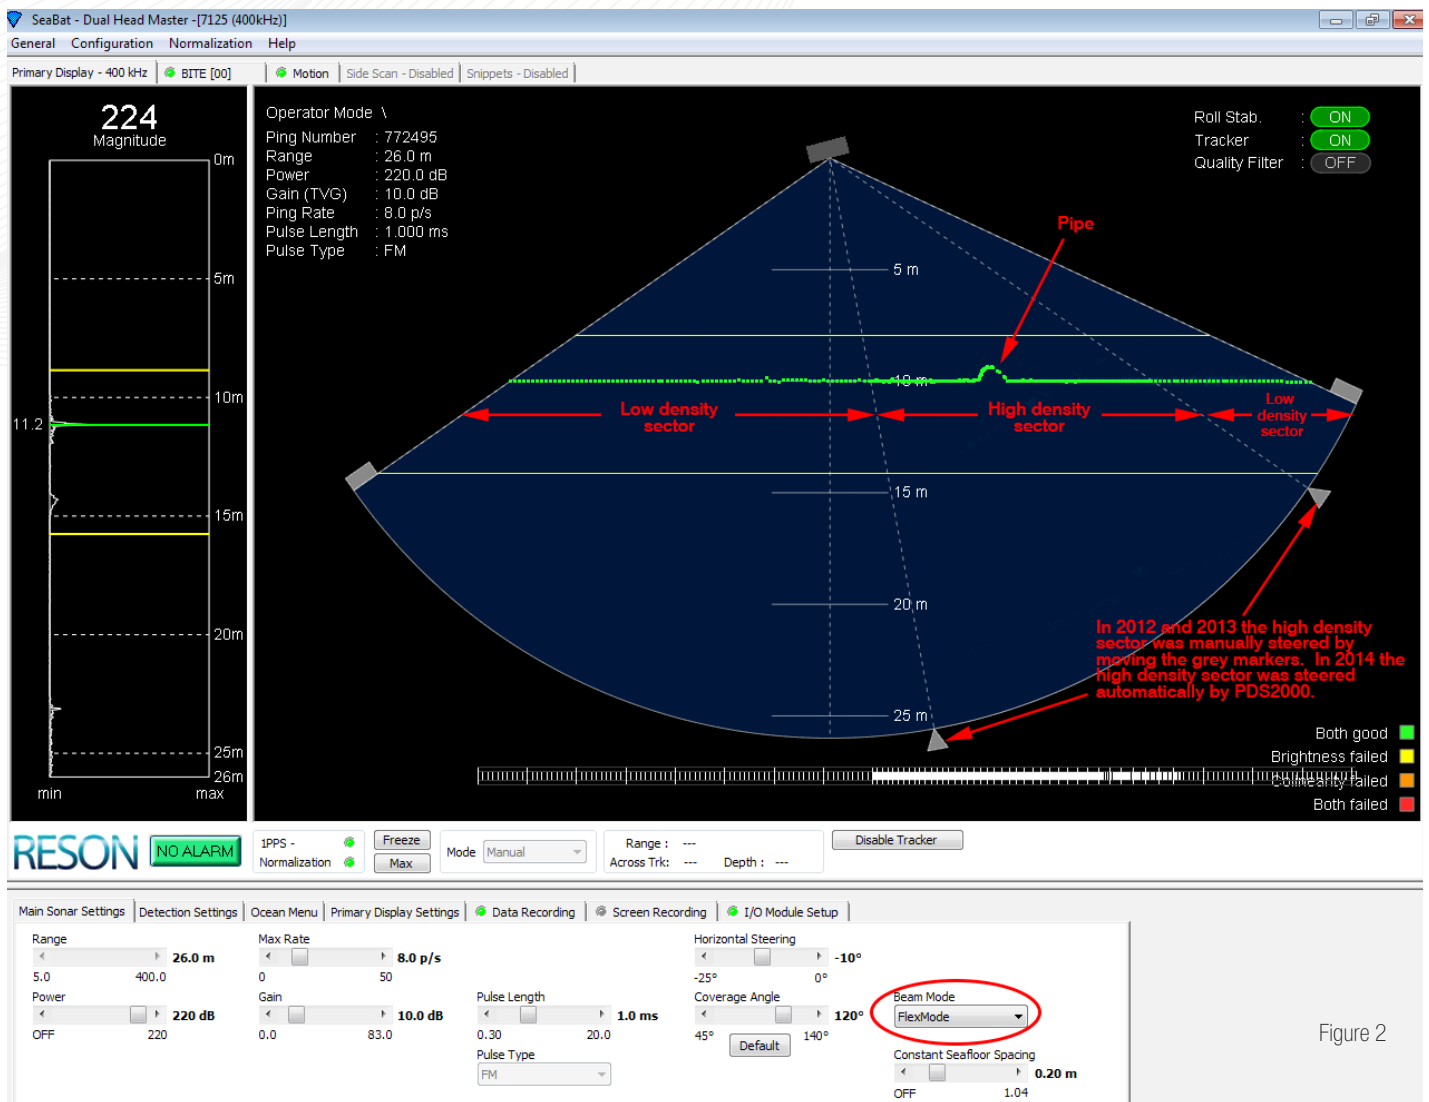 SeaBat - Dual Head Master -[7125 (400kHz)]
General Configuration Normalization Help
Primary Display - 400 kHz BITE [00] Motion Side Scan - Disabled Snippets - Disabled
224
Magnitude
0m
5m
10m
11.2
15m
20m
25m
26m
min max
Operator Mode \
Ping Number : 772495
Range : 26.0 m
Power : 220.0 dB
Gain (TVG) : 10.0 dB
Ping Rate : 8.0 p/s
Pulse Length : 1.000 ms
Pulse Type : FM
Roll Stab. : ON
Tracker : ON
Quality Filter : OFF
Pipe
5 m
10 m
Low density
sector
High density
sector
Low
density
sector
15 m
20 m
In 2012 and 2013 the high density
sector was manually steered by
moving the grey markers. In 2014 the
high density sector was steered
automatically by PDS2000.
25 m
Both good
Brightness failed
Colinearity failed
Both failed
RESON NO ALARM
1PPS -
Normalization
Freeze
Max
Mode Manual
Range : ---
Across Trk: --- Depth : ---
Disable Tracker
Main Sonar Settings Detection Settings Ocean Menu Primary Display Settings Data Recording Screen Recording I/O Module Setup
Range
26.0 m
5.0 400.0
Power
220 dB
OFF 220
Max Rate
8.0 p/s
0 50
Gain
10.0 dB
0.0 83.0
Pulse Length
1.0 ms
0.30 20.0
Pulse Type
FM
Horizontal Steering
-10°
-25° 0°
Coverage Angle
120°
45° Default 140°
Beam Mode
FlexMode
Constant Seafloor Spacing
0.20 m
OFF 1.04
Figure 2